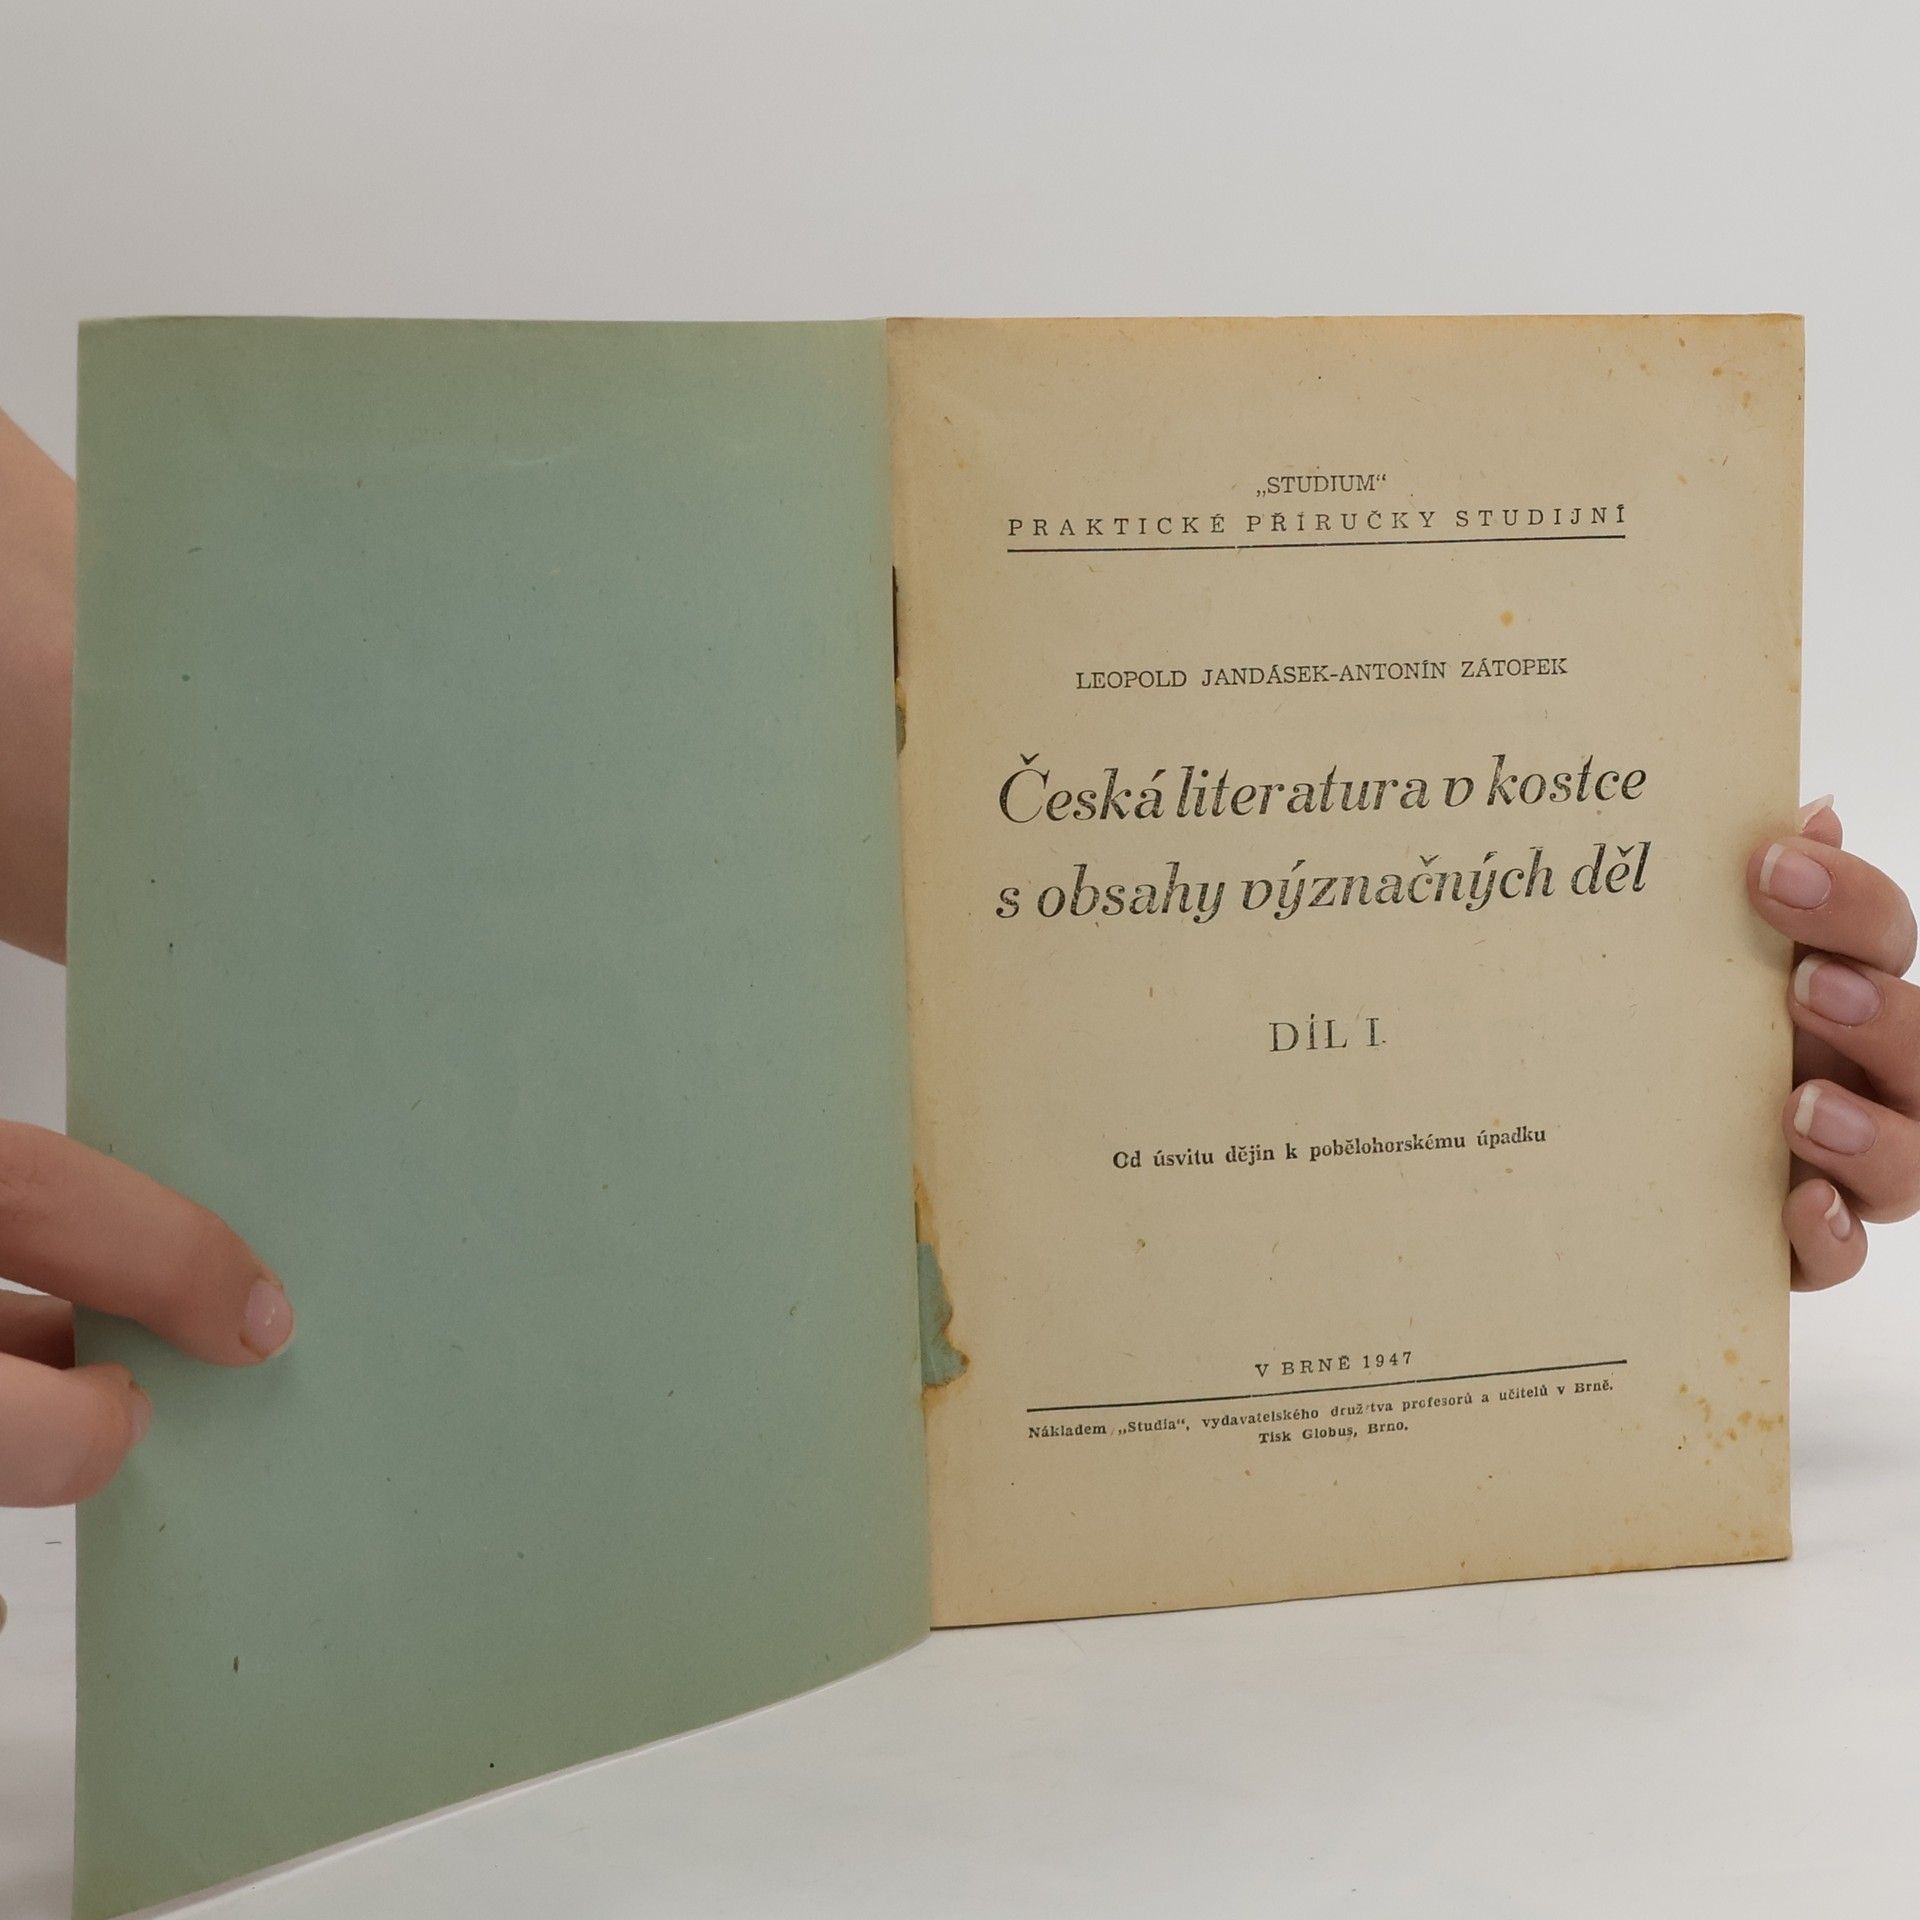 „STUDIUM“
PRAKTICKÉ PŘÍRUČKY STUDIJNÍ
LEOPOLD JANDÁSEK-ANTONÍN ZÁTOPEK
Česká literatura v kostce
s obsahy význačných děl
DÍL I.
Od úsvitu dějin k pobělohorskému úpadku
V BRNĚ 1947
Nákladem „Studia“, vydavatelského družstva profesorů a učitelů v Brně.
Tisk Globus, Brno.